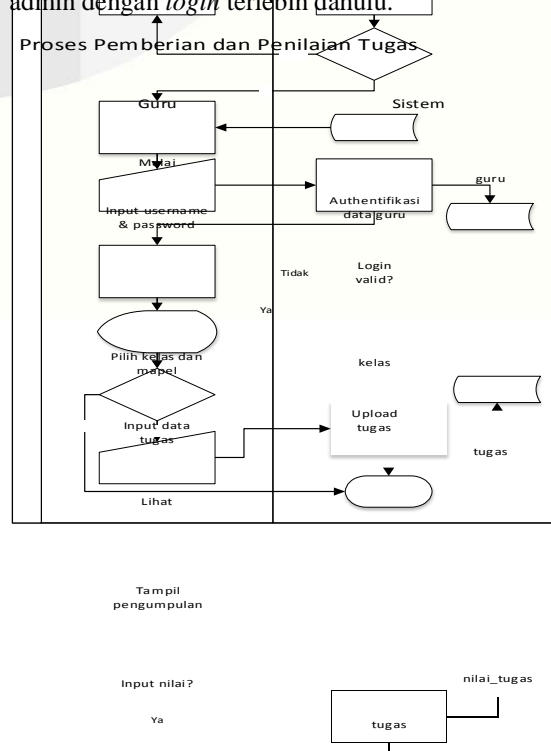 admin dengan login terlebih dahulu.
Proses Pemberian dan Penilaian Tugas
Guru
Sistem
Mulai
guru
Input username
& password
Authentifikasi
data guru
Tidak
Login
valid?
Ya
Pilih kelas dan
mapel
kelas
Input data
tugas
Upload
tugas
tugas
Lihat
Tampil
pengumpulan
Input nilai?
nilai_tugas
Ya
tugas